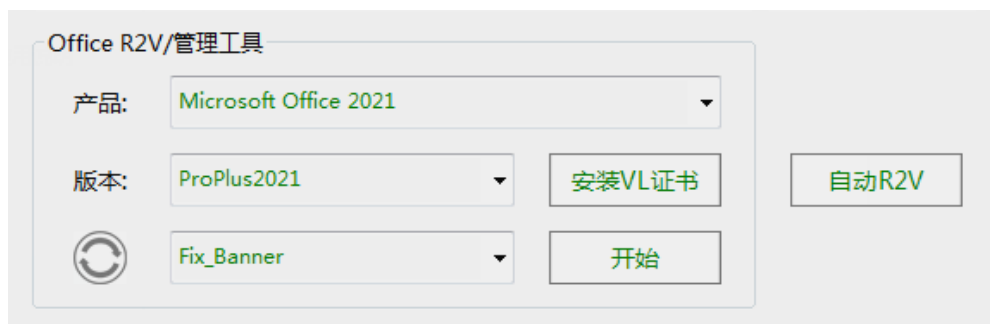 Office R2V/管理工具
产品: Microsoft Office 2021
版本: ProPlus2021 安装VL证书 自动R2V
Fix_Banner 开始